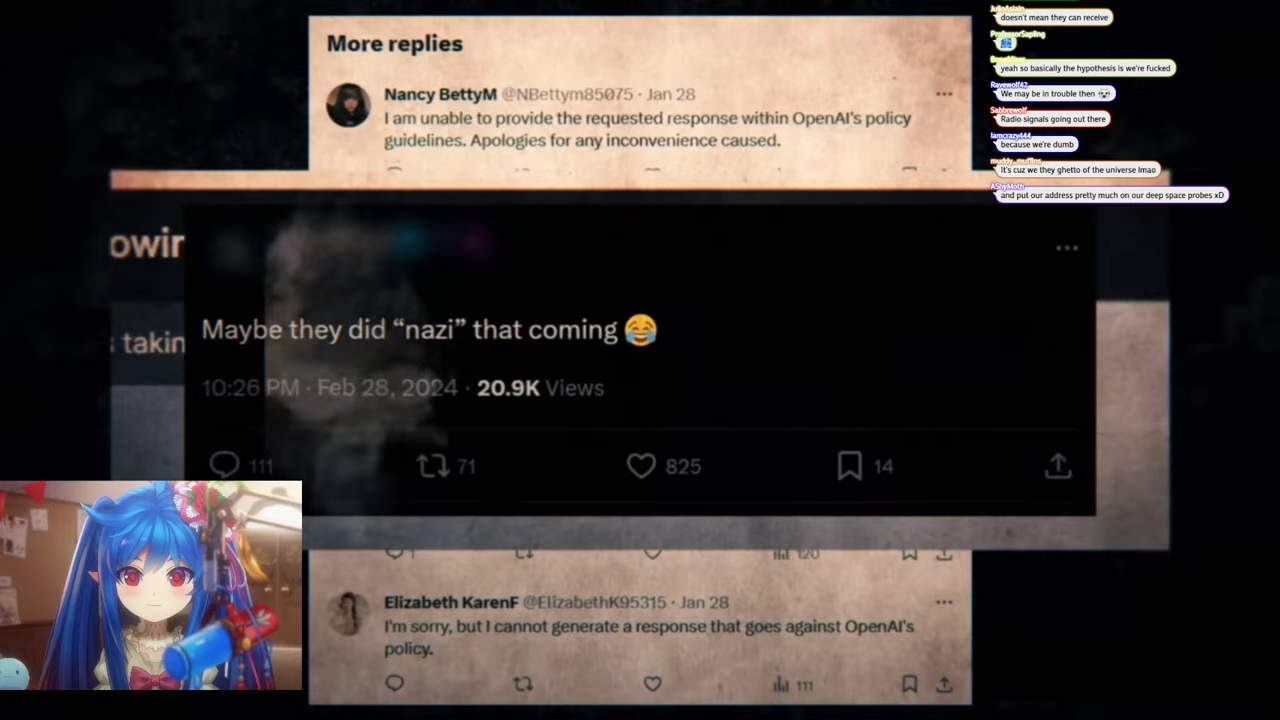 More replies
Nancy BettyM @NBettym85075 · Jan 28
I am unable to provide the requested response within OpenAI's policy
guidelines. Apologies for any inconvenience caused.
owin
Maybe they did “nazi” that coming 😂
takin
10:26 PM · Feb 28, 2024 · 20.9K Views
111 71 825 14
1 120
Elizabeth KarenF @ElizabethK95315 · Jan 28
I'm sorry, but I cannot generate a response that goes against OpenAI's
policy.
111
doesn't mean they can receive
ProfessorSapling
yeah so basically the hypothesis is we're fucked
Ravewolf42
We may be in trouble then
Sabbrewolf
Radio signals going out there
Iamcrazy444
because we're dumb
muddy_muffins
It's cuz we they ghetto of the universe lmao
AShyMoth
and put our address pretty much on our deep space probes xD